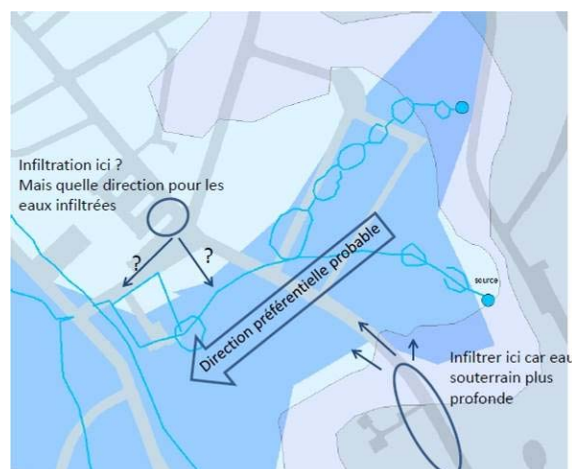 Infiltration ici ?
Mais quelle direction pour les
eaux infiltrées
?
?
Direction préférentielle probable
source
Infiltrer ici car eau
souterrain plus
profonde